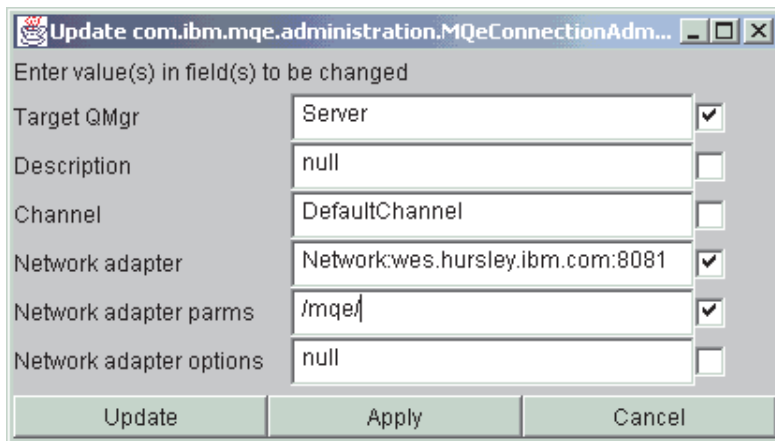 Update com.ibm.mqe.administration.MQeConnectionAdm...
Enter value(s) in field(s) to be changed
Target QMgr Server
Description null
Channel DefaultChannel
Network adapter Network:wes.hursley.ibm.com:8081
Network adapter parms /mqe/
Network adapter options null
Update Apply Cancel